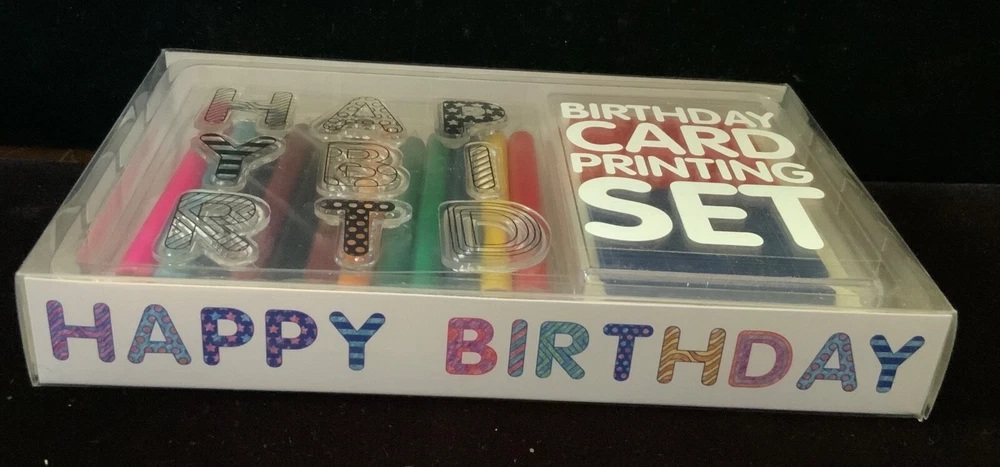 H A P
Y B I
R T D
BIRTHDAY
CARD
PRINTING
SET
HAPPY BIRTHDAY